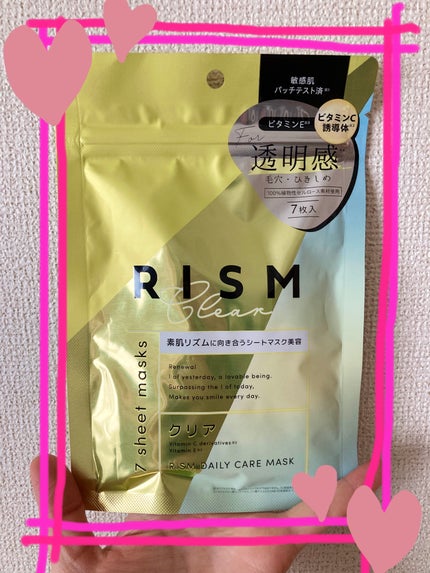 敏感肌
パッチテスト済
ビタミンE
ビタミンC
誘導体
For
透明感
毛穴・ひきしめ
100%植物性セルロース素材使用
7枚入
RISM
Clear
素肌リズムに向き合うシートマスク美容
7 sheet masks
Renewal
I of yesterday, a lovable being.
Surpassing the I of today,
Makes you smile every day.
クリア
Vitamin C derivatives
Vitamin E
RISM DAILY CARE MASK